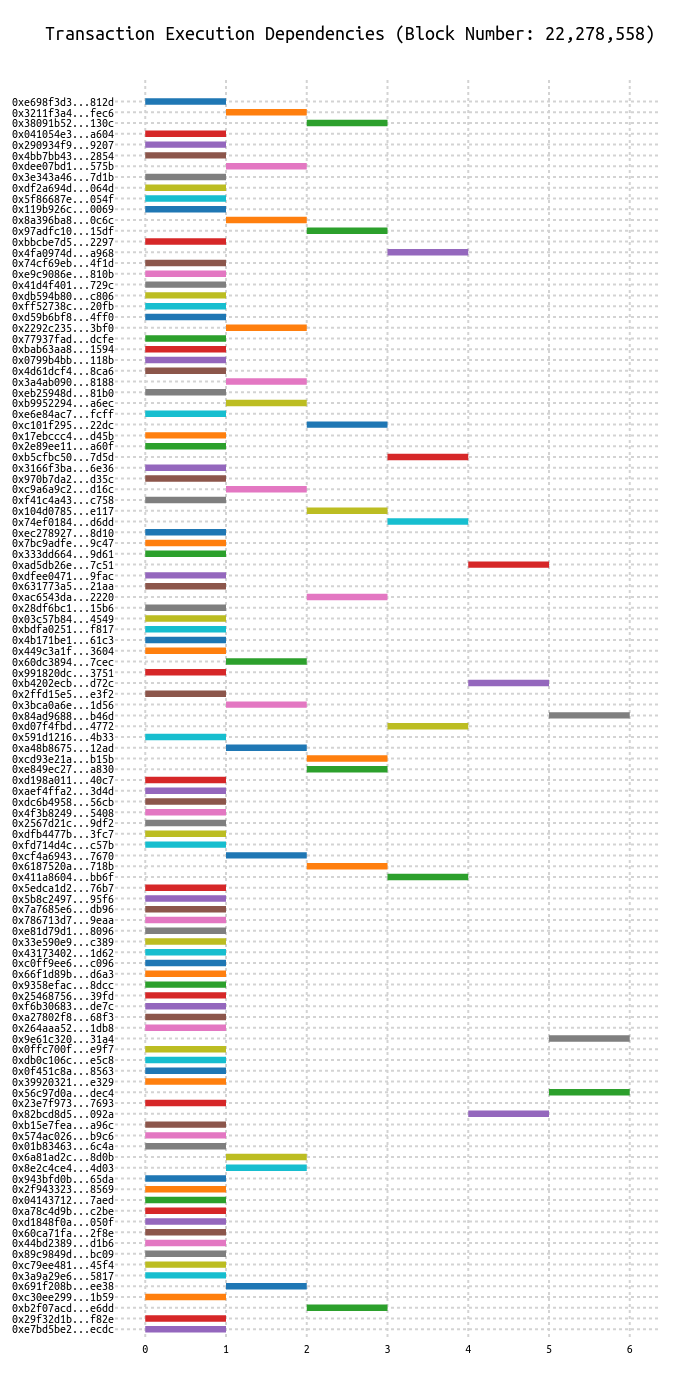 Transaction Execution Dependencies (Block Number: 22,278,558)
0xe698f3d3...812d
0x3211f3a4...fec6
0x38091b52...130c
0x041054e3...a604
0x290934f9...9207
0x4bb7bb43...2854
0xdee07bd1...575b
0x3e343a46...7d1b
0xdf2a694d...064d
0x5f86687e...054f
0x119b926c...0069
0x8a396ba8...0c6c
0x97adfc10...15df
0xbbcbe7d5...2297
0x4fa0974d...a968
0x74cf69eb...4f1d
0xe9c9086e...810b
0x41d4f401...729c
0xdb594b80...c806
0xff52738c...20fb
0xd59b6bf8...4ff0
0x2292c235...3bf0
0x77937fad...dcfe
0xbab63aa8...1594
0x0799b4bb...118b
0x4d61dcf4...8ca6
0x3a4ab090...8188
0xeb25948d...81b0
0xb9952294...a6ec
0xe6e84ac7...fcff
0xc101f295...22dc
0x17ebccc4...d45b
0x2e89ee11...a60f
0xb5cfbc50...7d5d
0x3166f3ba...6e36
0x970b7da2...d35c
0xc9a6a9c2...d16c
0xf41c4a43...c758
0x104d0785...e117
0x74ef0184...d6dd
0xec278927...8d10
0x7bc9adfe...9c47
0x333dd664...9d61
0xad5db26e...7c51
0xdfee0471...9fac
0x631773a5...21aa
0xac6543da...2220
0x28df6bc1...15b6
0x03c57b84...4549
0xbdfa0251...f817
0x4b171be1...61c3
0x449c3a1f...3604
0x60dc3894...7cec
0x991820dc...3751
0xb4202ecb...d72c
0x2ffd15e5...e3f2
0x3bca0a6e...1d56
0x84ad9688...b46d
0xd07f4fbd...4772
0x591d1216...4b33
0xa48b8675...12ad
0xcd93e21a...b15b
0xe849ec27...a830
0xd198a011...40c7
0xaef4ffa2...3d4d
0xdc6b4958...56cb
0x4f3b8249...5408
0x2567d21c...9df2
0xdfb4477b...3fc7
0xfd714d4c...c57b
0xcf4a6943...7670
0x6187520a...718b
0x411a8604...bb6f
0x5edca1d2...76b7
0x5b8c2497...95f6
0x7a7685e6...db96
0x786713d7...9eaa
0xe81d79d1...8096
0x33e590e9...c389
0x43173402...1d62
0xc0ff9ee6...c096
0x66f1d89b...d6a3
0x9358efac...8dcc
0x25468756...39fd
0xf6b30683...de7c
0xa27802f8...68f3
0x264aaa52...1db8
0x9e61c320...31a4
0x0ffc700f...e9f7
0xdb0c106c...e5c8
0x0f451c8a...8563
0x39920321...e329
0x56c97d0a...dec4
0x23e7f973...7693
0x82bcd8d5...092a
0xb15e7fea...a96c
0x574ac026...b9c6
0x01b83463...6c4a
0x6a81ad2c...8d0b
0x8e2c4ce4...4d03
0x943bfd0b...65da
0x2f943323...8569
0x04143712...7aed
0xa78c4d9b...c2be
0xd1848f0a...050f
0x60ca71fa...2f8e
0x44bd2389...d1b6
0x89c9849d...bc09
0xc79ee481...45f4
0x3a9a29e6...5817
0x691f208b...ee38
0xc30ee299...1b59
0xb2f07acd...e6dd
0x29f32d1b...f82e
0xe7bd5be2...ecdc
0 1 2 3 4 5 6